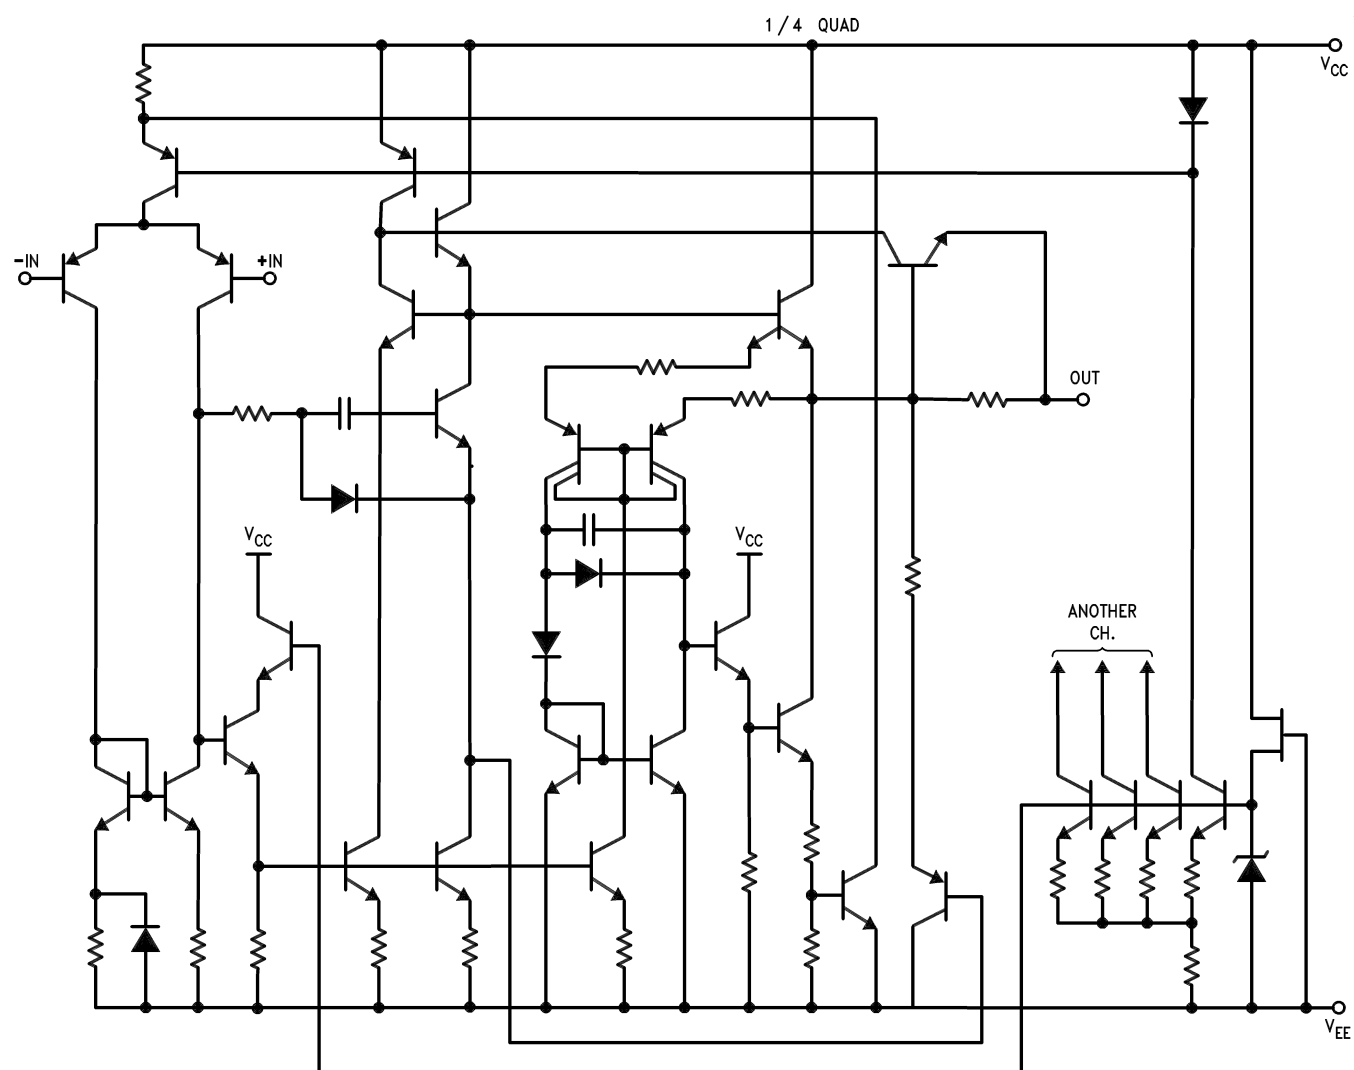 1/4 QUAD
VCC
-IN
+IN
OUT
VCC
VCC
ANOTHER
CH.
VEE